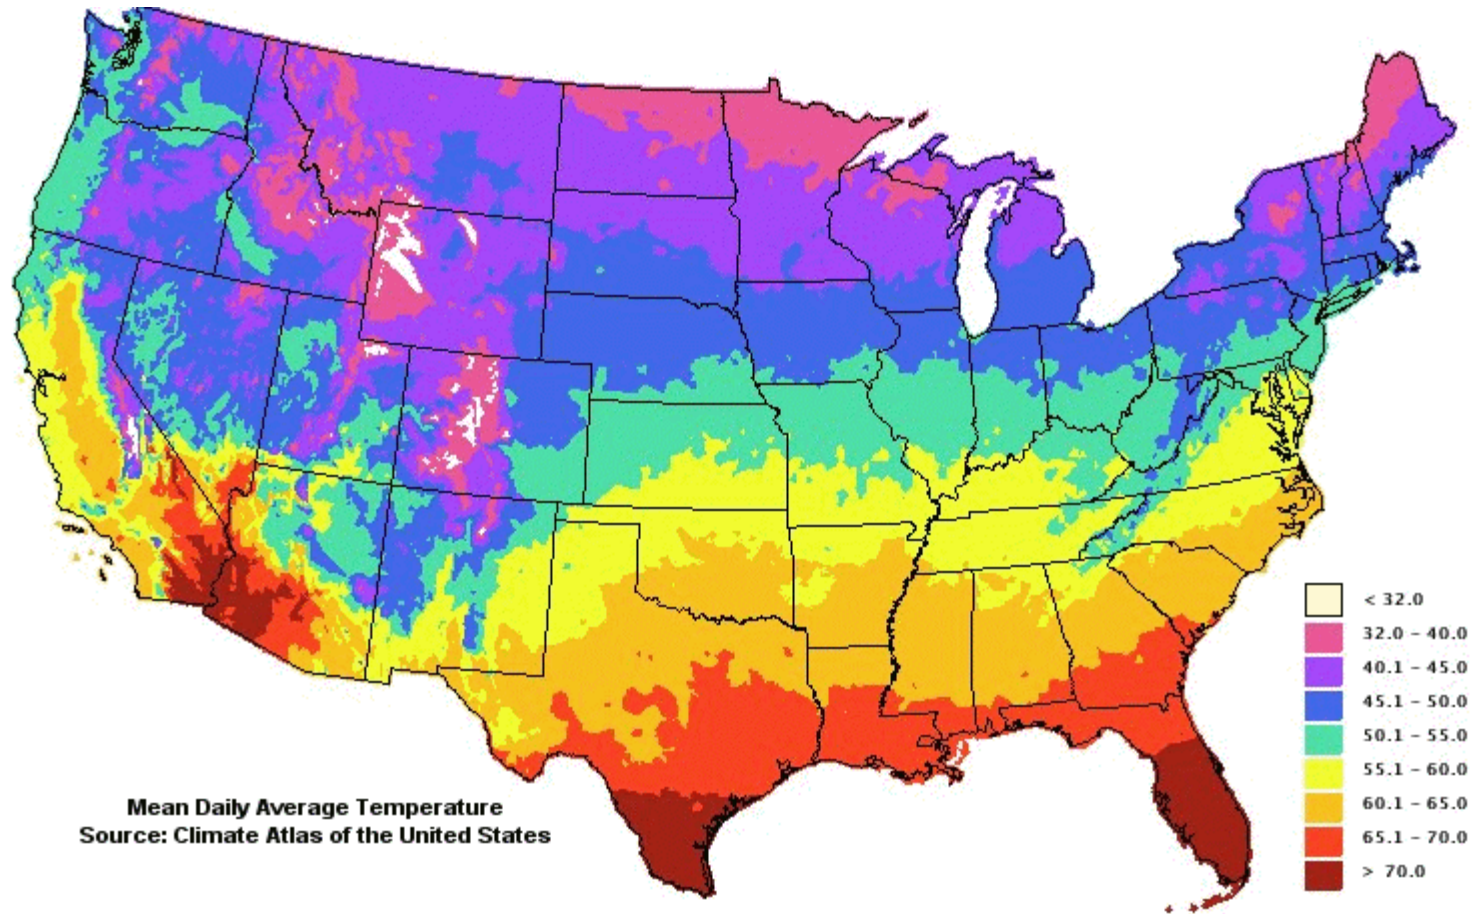 Mean Daily Average Temperature
Source: Climate Atlas of the United States
< 32.0
32.0 – 40.0
40.1 – 45.0
45.1 – 50.0
50.1 – 55.0
55.1 – 60.0
60.1 – 65.0
65.1 – 70.0
> 70.0